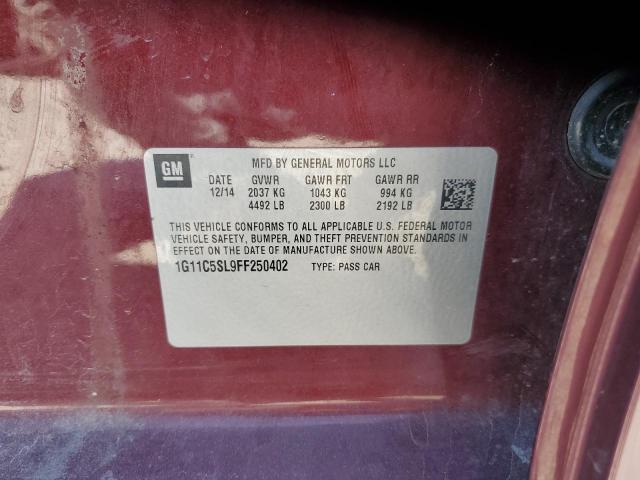 GM
MFD BY GENERAL MOTORS LLC
DATE GVWR GAWR FRT GAWR RR
12/14 2037 KG 1043 KG 994 KG
4492 LB 2300 LB 2192 LB
THIS VEHICLE CONFORMS TO ALL APPLICABLE U.S. FEDERAL MOTOR
VEHICLE SAFETY, BUMPER, AND THEFT PREVENTION STANDARDS IN
EFFECT ON THE DATE OF MANUFACTURE SHOWN ABOVE.
1G11C5SL9FF250402 TYPE: PASS CAR